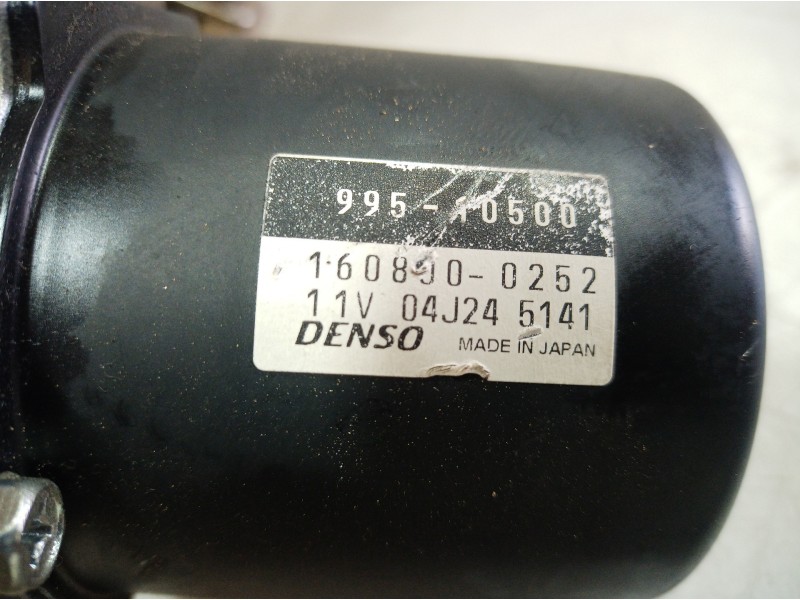 995-10500
160890-0252
11V 04J24 5141
DENSO MADE IN JAPAN